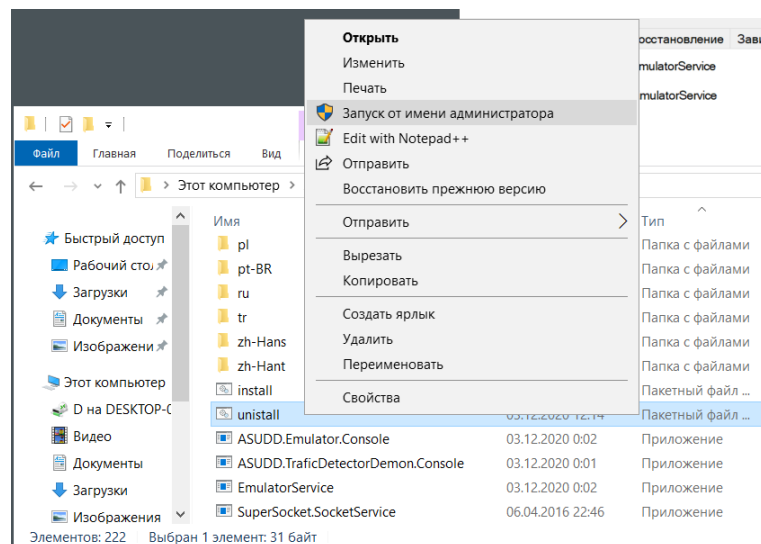 Открыть
Изменить
Печать
Запуск от имени администратора
Edit with Notepad++
Отправить
Восстановить прежнюю версию
Отправить
Вырезать
Копировать
Создать ярлык
Удалить
Переименовать
Свойства
осстановление Зав
mulatorService
mulatorService
Файл Главная Поделиться Вид
Этот компьютер
Быстрый доступ
Рабочий стол
Загрузки
Документы
Изображени
Этот компьютер
D на DESKTOP-
Видео
Документы
Загрузки
Изображения
Имя Тип
pl Папка с файлами
pt-BR Папка с файлами
ru Папка с файлами
tr Папка с файлами
zh-Hans Папка с файлами
zh-Hant Папка с файлами
install Пакетный файл ...
unistall 03.12.2020 12:14 Пакетный файл ...
ASUDD.Emulator.Console 03.12.2020 0:02 Приложение
ASUDD.TraficDetectorDemon.Console 03.12.2020 0:01 Приложение
EmulatorService 03.12.2020 0:02 Приложение
SuperSocket.SocketService 06.04.2016 22:46 Приложение
Элементов: 222 Выбран 1 элемент: 31 байт